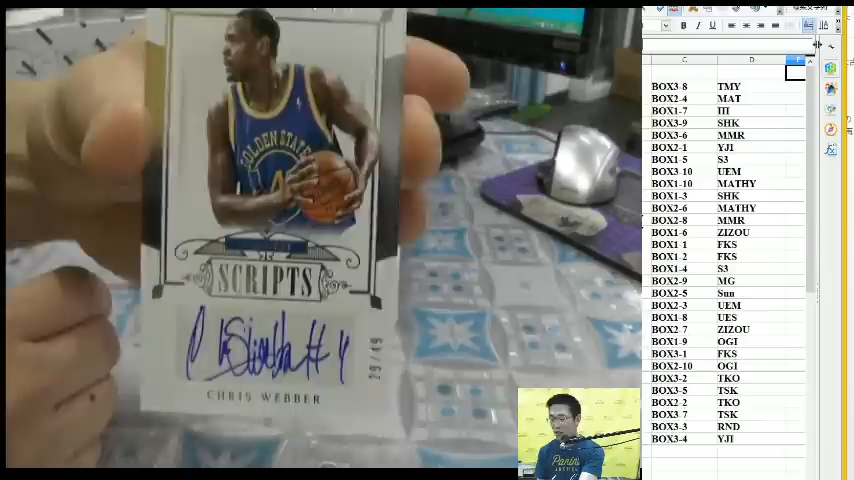 GOLDEN STATE
SCRIPTS
29/49
CHRIS WEBBER
Panini
B I U
C D
BOX3-8 TMY
BOX2-4 MAT
BOX1-7 III
BOX3-9 SHK
BOX3-6 MMR
BOX2-1 YJI
BOX1-5 S3
BOX3-10 UEM
BOX1-10 MATHY
BOX1-3 SHK
BOX2-6 MATHY
BOX2-8 MMR
BOX1-6 ZIZOU
BOX1-1 FKS
BOX1-2 FKS
BOX1-4 S3
BOX2-9 MG
BOX2-5 Sun
BOX2-3 UEM
BOX1-8 UES
BOX2-7 ZIZOU
BOX1-9 OGI
BOX3-1 FKS
BOX2-10 OGI
BOX3-2 TKO
BOX3-5 TSK
BOX2-2 TKO
BOX3-7 TSK
BOX3-3 RND
BOX3-4 YJI